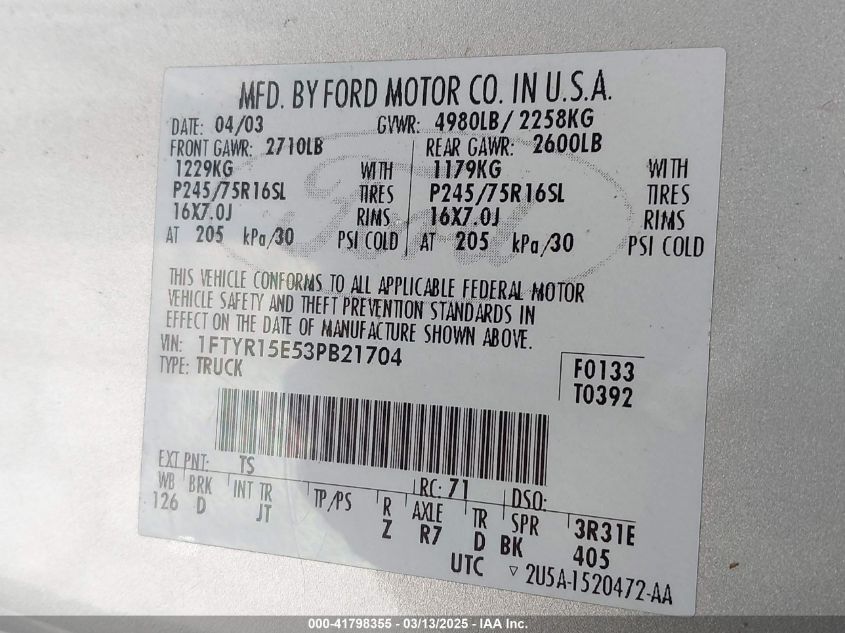 MFD. BY FORD MOTOR CO. IN U.S.A.
DATE: 04/03 GVWR: 4980LB/ 2258KG
FRONT GAWR: 2710LB REAR GAWR: 2600LB
1229KG WITH 1179KG WITH
P245/75R16SL TIRES P245/75R16SL TIRES
16X7.0J RIMS 16X7.0J RIMS
AT 205 kPa/30 PSI COLD AT 205 kPa/30 PSI COLD
THIS VEHICLE CONFORMS TO ALL APPLICABLE FEDERAL MOTOR
VEHICLE SAFETY AND THEFT PREVENTION STANDARDS IN
EFFECT ON THE DATE OF MANUFACTURE SHOWN ABOVE.
VIN: 1FTYR15E53PB21704
TYPE: TRUCK
F0133
T0392
EXT PNT: TS RC: 71 DSO:
WB BRK INT TR TP/PS R AXLE TR SPR 3R31E
126 D JT Z R7 D BK 405
UTC ▽ 2U5A-1520472-AA
Ford
000-41798355 | 03/13/2025 - IAA Inc.